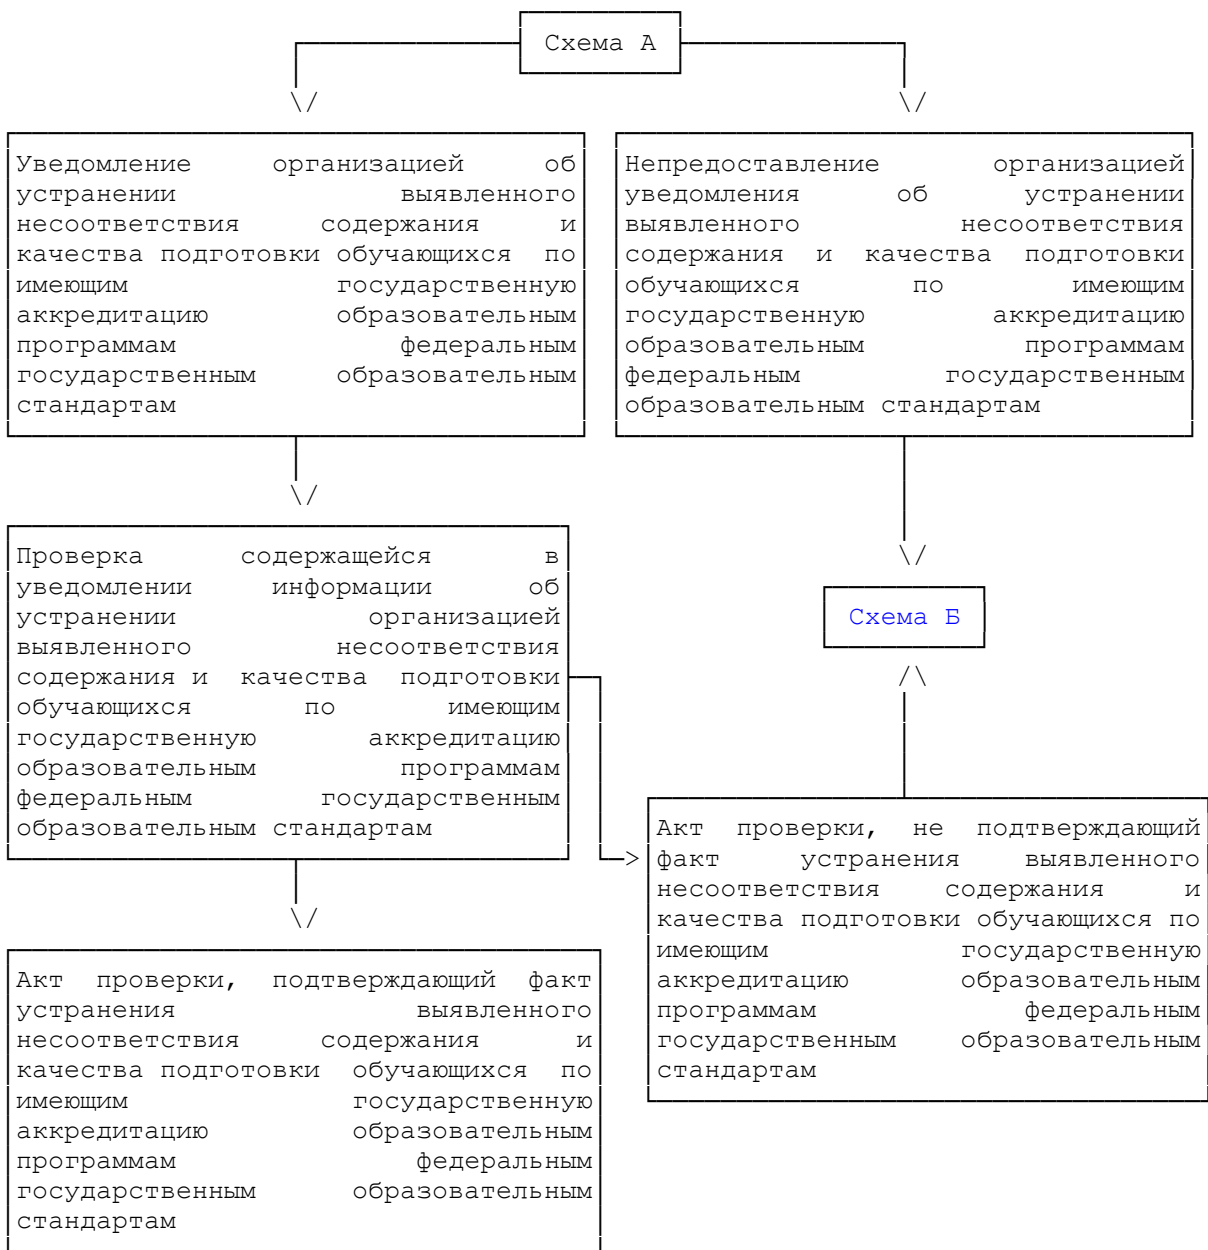 Схема А
Уведомление организацией об
устранении выявленного
несоответствия содержания и
качества подготовки обучающихся по
имеющим государственную
аккредитацию образовательным
программам федеральным
государственным образовательным
стандартам
Непредоставление организацией
уведомления об устранении
выявленного несоответствия
содержания и качества подготовки
обучающихся по имеющим
государственную аккредитацию
образовательным программам
федеральным государственным
образовательным стандартам
Проверка содержащейся в
уведомлении информации об
устранении организацией
выявленного несоответствия
содержания и качества подготовки
обучающихся по имеющим
государственную аккредитацию
образовательным программам
федеральным государственным
образовательным стандартам
Схема Б
Акт проверки, не подтверждающий
факт устранения выявленного
несоответствия содержания и
качества подготовки обучающихся по
имеющим государственную
аккредитацию образовательным
программам федеральным
государственным образовательным
стандартам
Акт проверки, подтверждающий факт
устранения выявленного
несоответствия содержания и
качества подготовки обучающихся по
имеющим государственную
аккредитацию образовательным
программам федеральным
государственным образовательным
стандартам